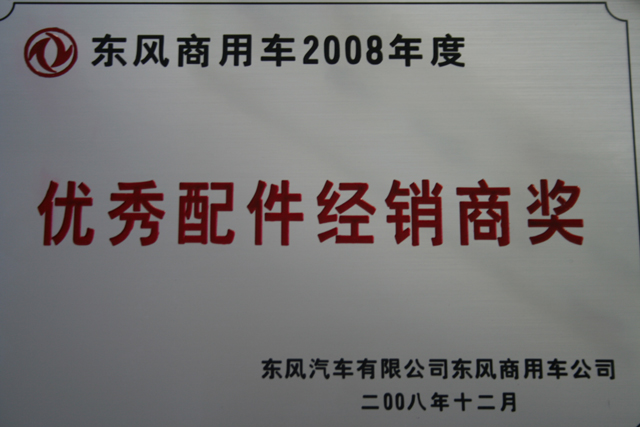 东风商用车2008年度
优秀配件经销商奖
东风汽车有限公司东风商用车公司
二00八年十二月